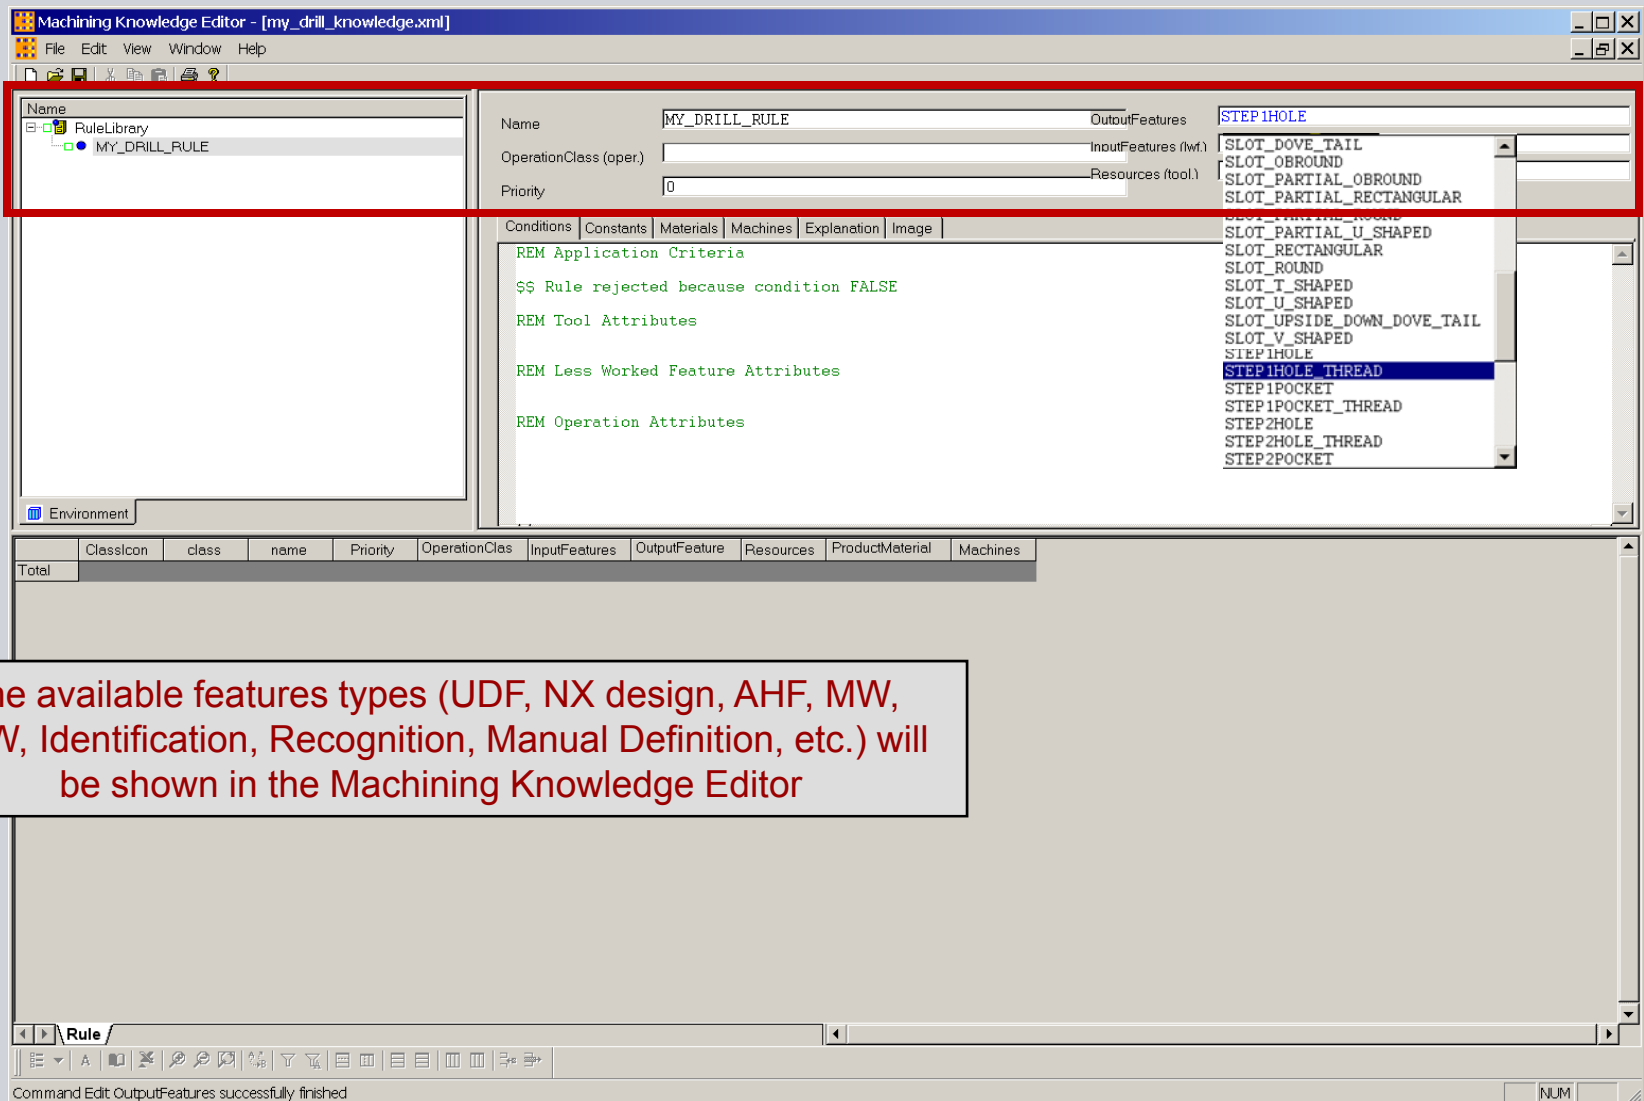 Machining Knowledge Editor - [my_drill_knowledge.xml]
File Edit View Window Help
Name
RuleLibrary
MY_DRILL_RULE
Environment
Name MY_DRILL_RULE
OperationClass (oper.)
Priority 0
OutputFeatures STEP1HOLE
InputFeatures (lwf.)
Resources (tool.)
SLOT_DOVE_TAIL
SLOT_OBROUND
SLOT_PARTIAL_OBROUND
SLOT_PARTIAL_RECTANGULAR
SLOT_PARTIAL_ROUND
SLOT_PARTIAL_U_SHAPED
SLOT_RECTANGULAR
SLOT_ROUND
SLOT_T_SHAPED
SLOT_U_SHAPED
SLOT_UPSIDE_DOWN_DOVE_TAIL
SLOT_V_SHAPED
STEP1HOLE
STEP1HOLE_THREAD
STEP1POCKET
STEP1POCKET_THREAD
STEP2HOLE
STEP2HOLE_THREAD
STEP2POCKET
Conditions Constants Materials Machines Explanation Image
REM Application Criteria
$$ Rule rejected because condition FALSE
REM Tool Attributes
REM Less Worked Feature Attributes
REM Operation Attributes
ClassIcon class name Priority OperationClas InputFeatures OutputFeature Resources ProductMaterial Machines
Total
available features types (UDF, NX design, AHF, MW,
Identification, Recognition, Manual Definition, etc.) will
be shown in the Machining Knowledge Editor
Rule
Command Edit OutputFeatures successfully finished
NUM